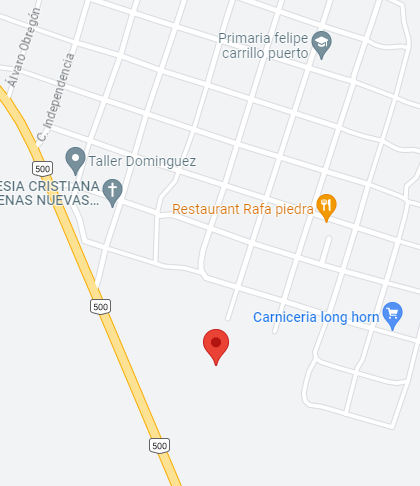 Álvaro Obregón
C. Independencia
Primaria felipe
carrillo puerto
500
Taller Dominguez
ESIA CRISTIANA
ENAS NUEVAS...
Restaurant Rafa piedra
500
Carniceria long horn
500